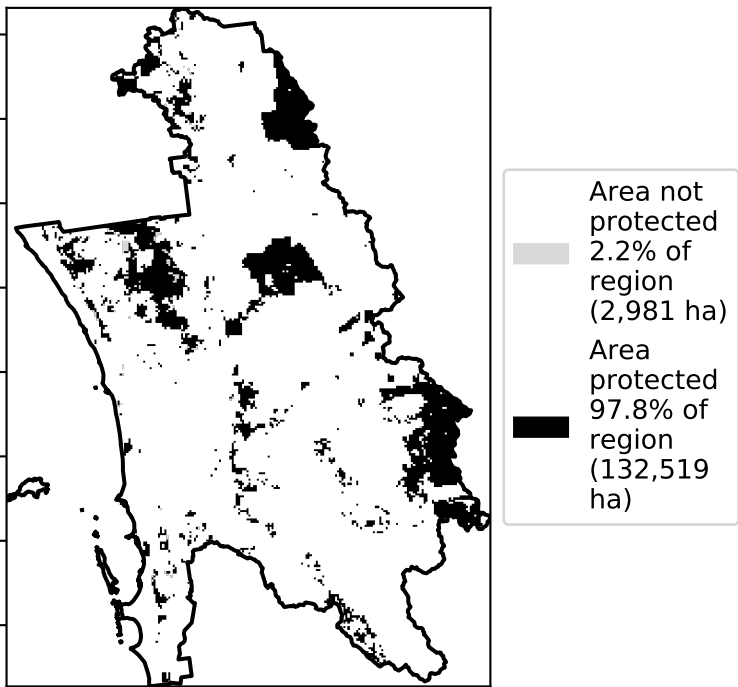 Area not
protected
2.2% of
region
(2,981 ha)
Area
protected
97.8% of
region
(132,519
ha)